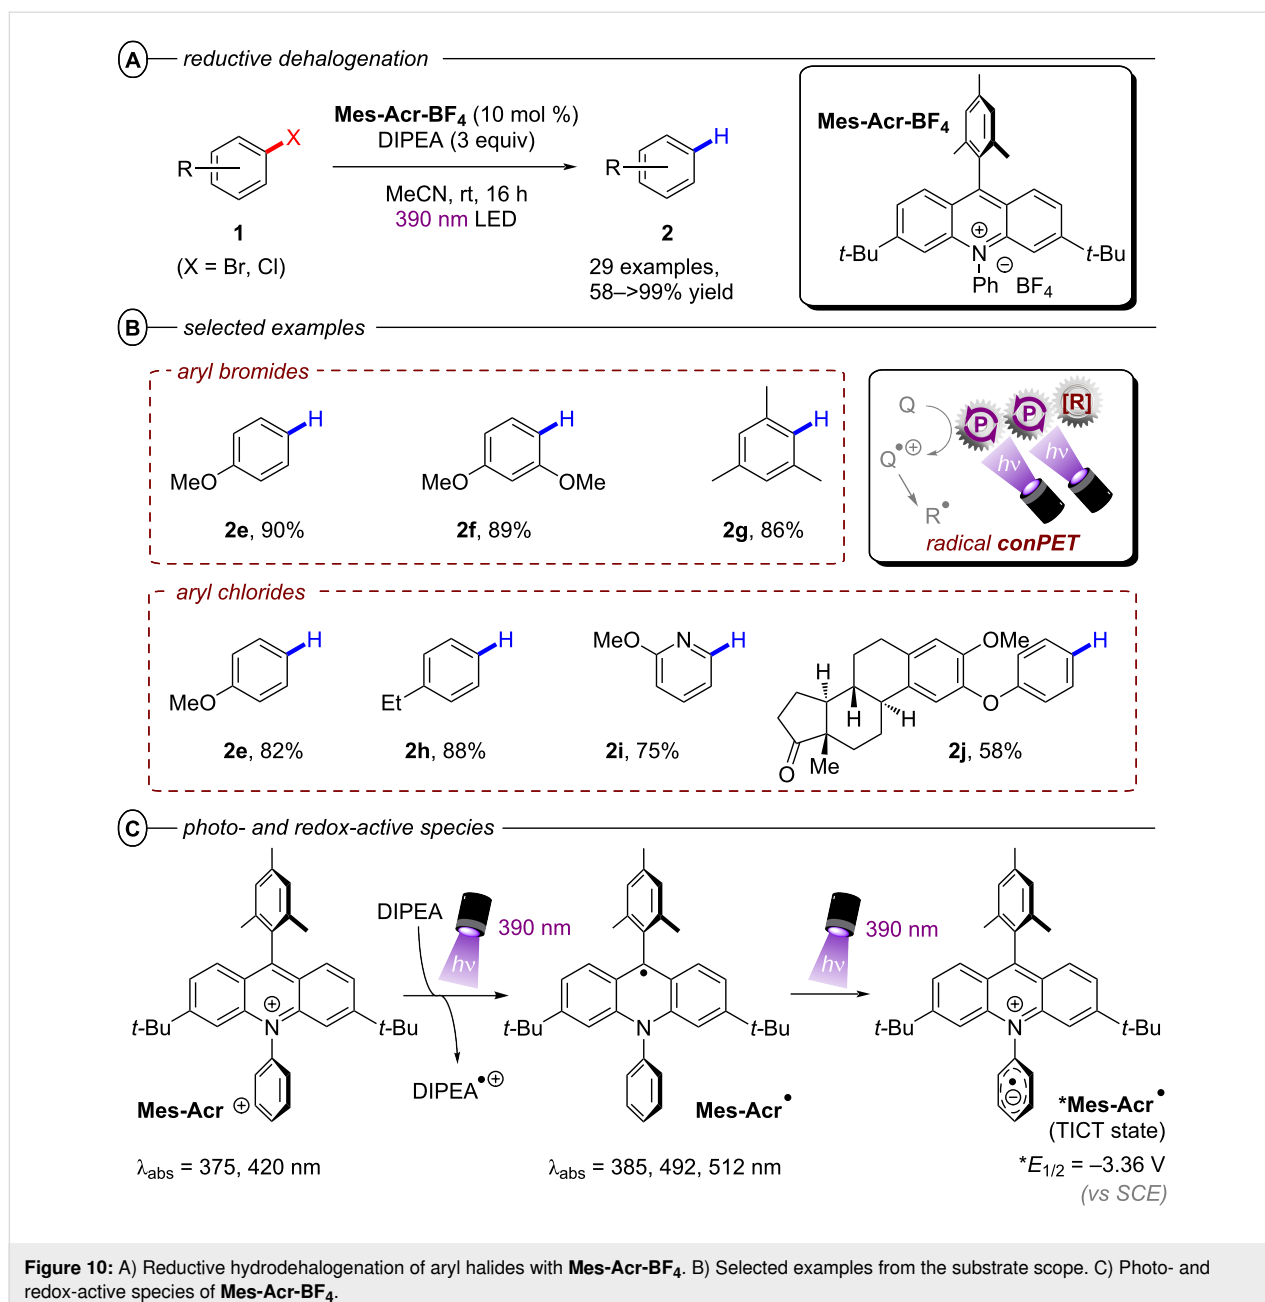 A reductive dehalogenation
Mes-Acr-BF4 (10 mol %)
DIPEA (3 equiv)
MeCN, rt, 16 h
390 nm LED
R X
1
(X = Br, Cl)
R H
2
29 examples,
58–>99% yield
Mes-Acr-BF4
t-Bu N ⊕ t-Bu
Ph ⊖ BF4
B selected examples
aryl bromides
H
MeO
2e, 90%
H
MeO OMe
2f, 89%
H
2g, 86%
Q P P [R]
Q•⊕ hν hν
R•
radical conPET
aryl chlorides
H
MeO
2e, 82%
H
Et
2h, 88%
MeO N H
2i, 75%
H OMe H
H H O
O Me
2j, 58%
C photo- and redox-active species
t-Bu N ⊕ t-Bu
Mes-Acr ⊕
λabs = 375, 420 nm
DIPEA 390 nm
hν
DIPEA•⊕
t-Bu N t-Bu
Mes-Acr•
λabs = 385, 492, 512 nm
390 nm
hν
t-Bu N ⊕ t-Bu
⊖
*Mes-Acr•
(TICT state)
*E1/2 = –3.36 V
(vs SCE)
Figure 10: A) Reductive hydrodehalogenation of aryl halides with Mes-Acr-BF4. B) Selected examples from the substrate scope. C) Photo- and
redox-active species of Mes-Acr-BF4.